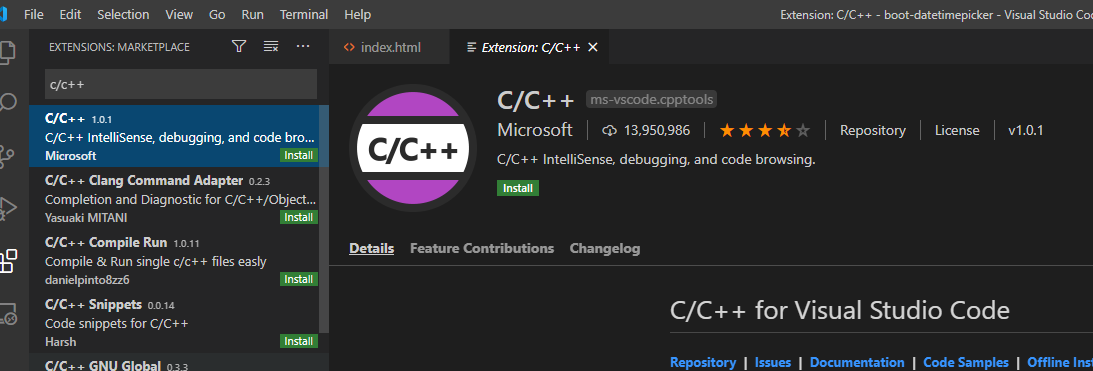 File Edit Selection View Go Run Terminal Help Extension: C/C++ - boot-datetimepicker - Visual Studio Co
EXTENSIONS: MARKETPLACE
index.html Extension: C/C++
c/c++
C/C++ 1.0.1
C/C++ IntelliSense, debugging, and code bro...
Microsoft Install
C/C++ Clang Command Adapter 0.2.3
Completion and Diagnostic for C/C++/Object...
Yasuaki MITANI Install
C/C++ Compile Run 1.0.11
Compile & Run single c/c++ files easly
danielpinto8zz6 Install
C/C++ Snippets 0.0.14
Code snippets for C/C++
Harsh Install
C/C++ GNU Global 0.3.3
C/C++
C/C++ ms-vscode.cpptools
Microsoft 13,950,986 Repository License v1.0.1
C/C++ IntelliSense, debugging, and code browsing.
Install
Details Feature Contributions Changelog
C/C++ for Visual Studio Code
Repository | Issues | Documentation | Code Samples | Offline Inst